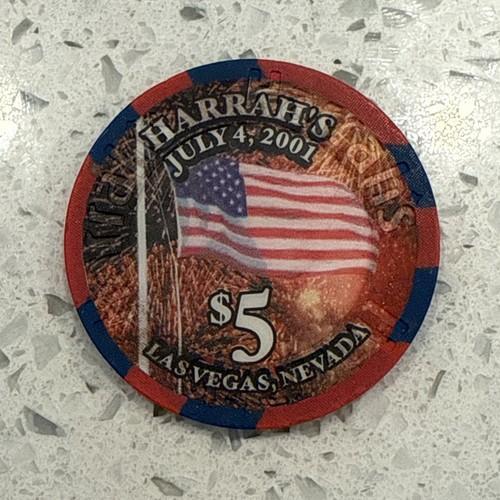 HARRAH'S
JULY 4, 2001
$5
LAS VEGAS, NEVADA